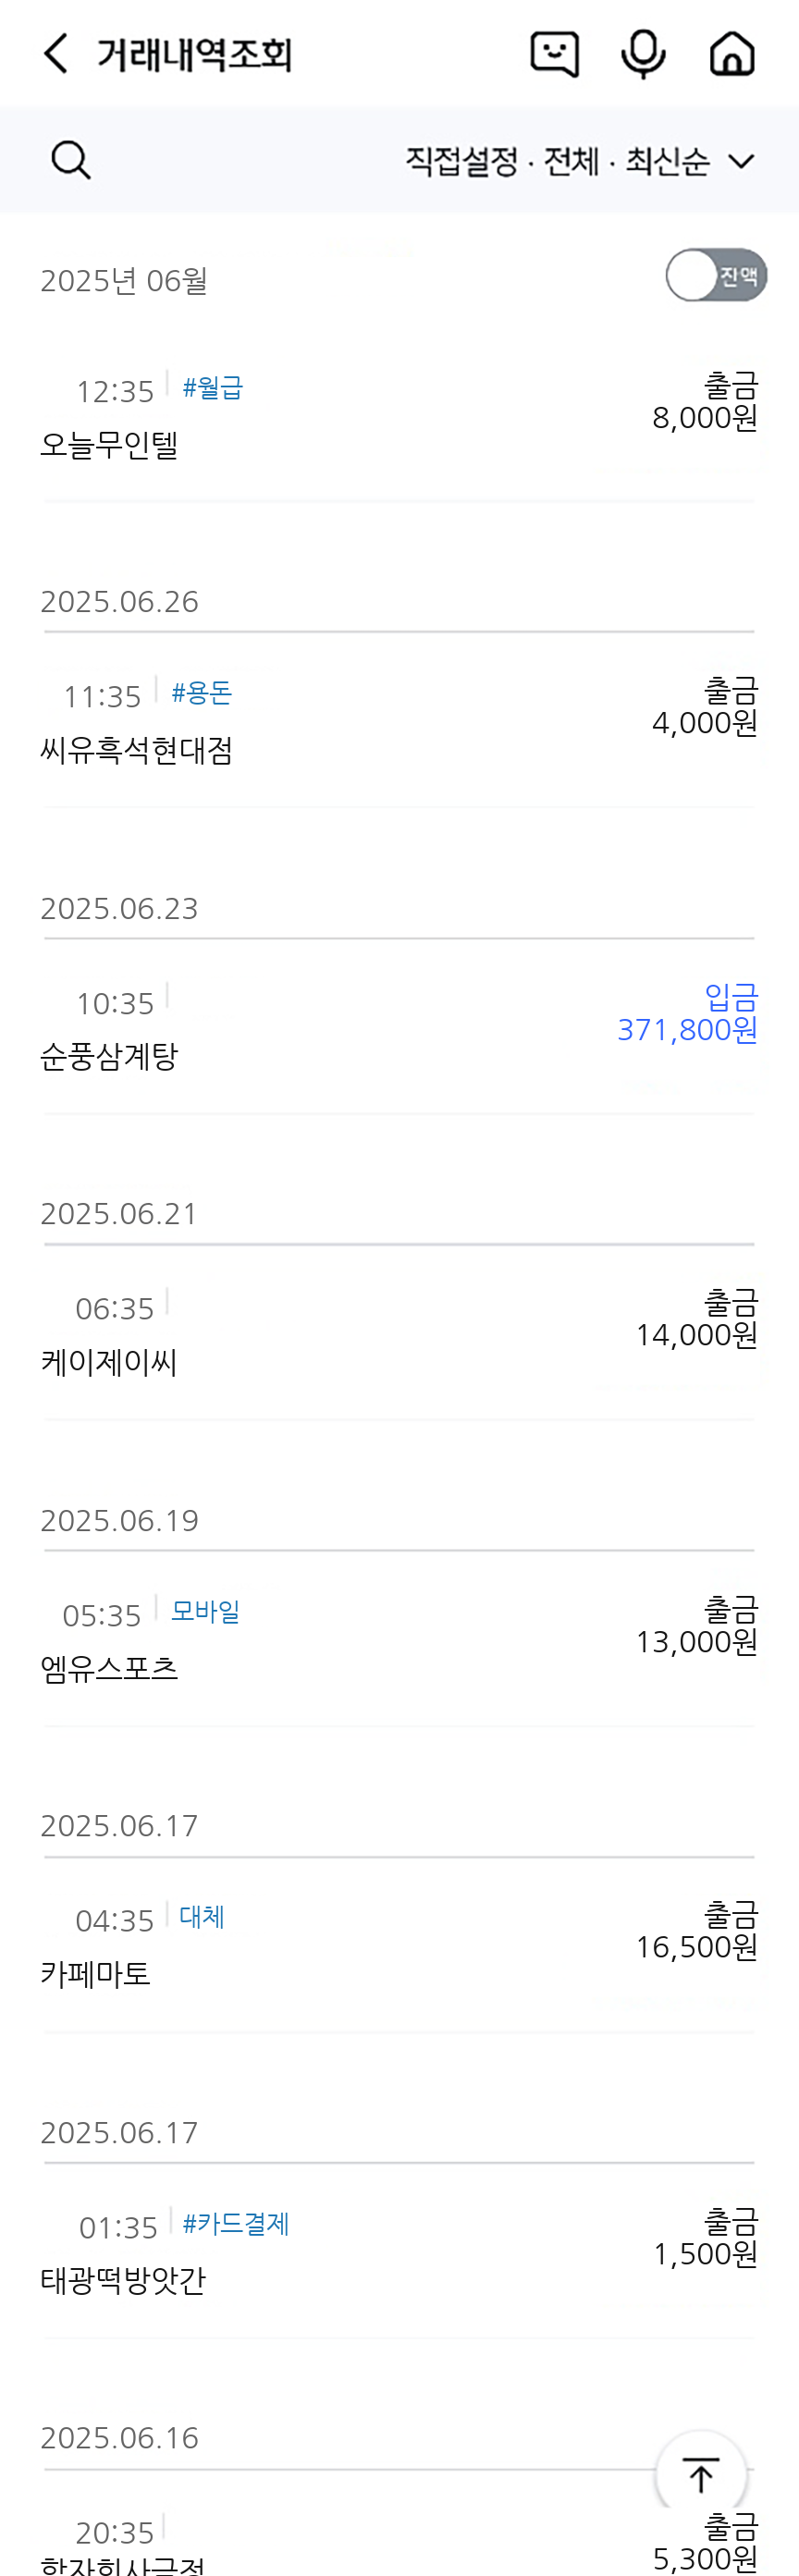 거래내역조회
직접설정 · 전체 · 최신순
2025년 06월
잔액
12:35 #월급
출금
8,000원
오늘무인텔
2025.06.26
11:35 #용돈
출금
4,000원
씨유흑석현대점
2025.06.23
10:35
입금
371,800원
순풍삼계탕
2025.06.21
06:35
출금
14,000원
케이제이씨
2025.06.19
05:35 모바일
출금
13,000원
엠유스포츠
2025.06.17
04:35 대체
출금
16,500원
카페마토
2025.06.17
01:35 #카드결제
출금
1,500원
태광떡방앗간
2025.06.16
20:35
출금
5,300원